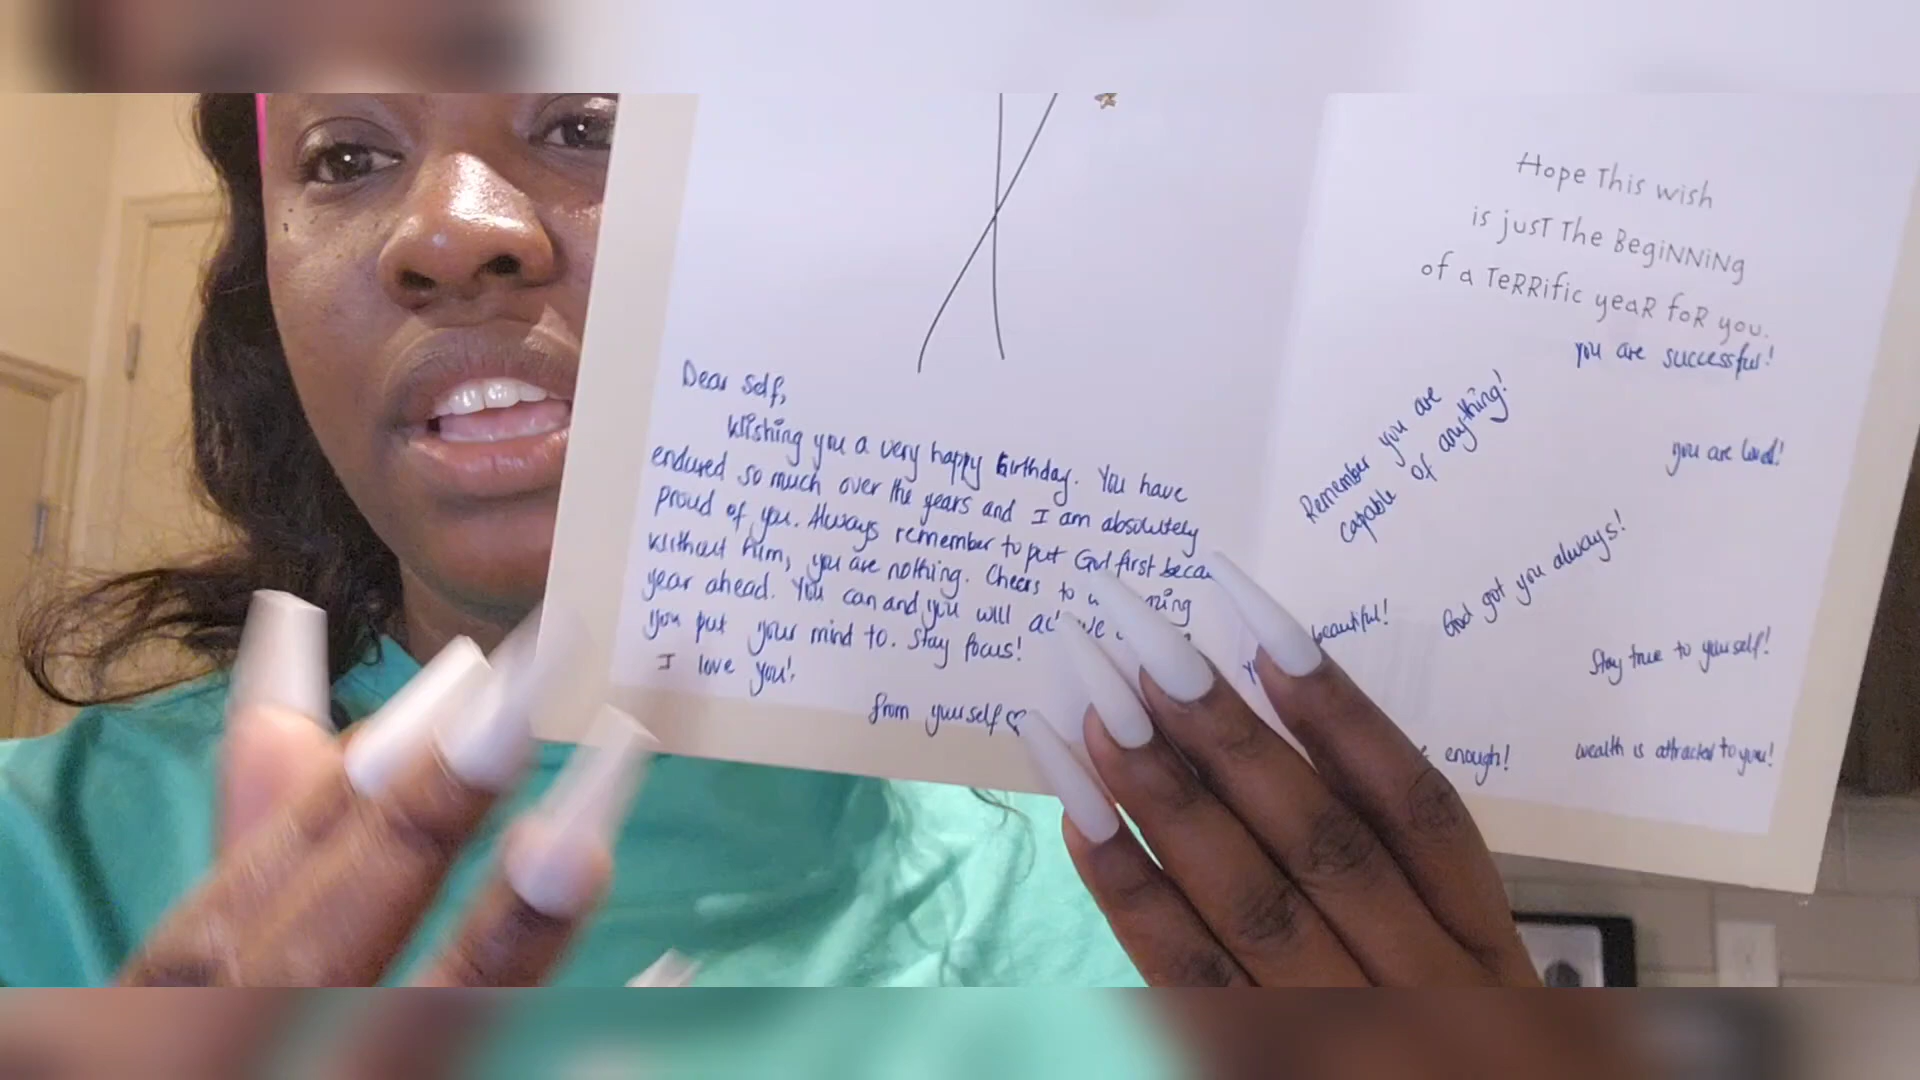 Dear self,
Wishing you a very happy birthday. You have
endured so much over the years and I am absolutely
proud of you. Always remember to put God first
without him, you are nothing. Cheers to
year ahead. You can and you will
you put your mind to. Stay focus!
I love you!
from yourself
Hope This wish
is jusT The BegiNNiNg
of a TeRRific yeaR foR you.
you are successful!
Remember you are
capable of anything!
you are loved!
God got you always!
beautiful!
Stay true to yourself!
enough!
wealth is attracted to you!